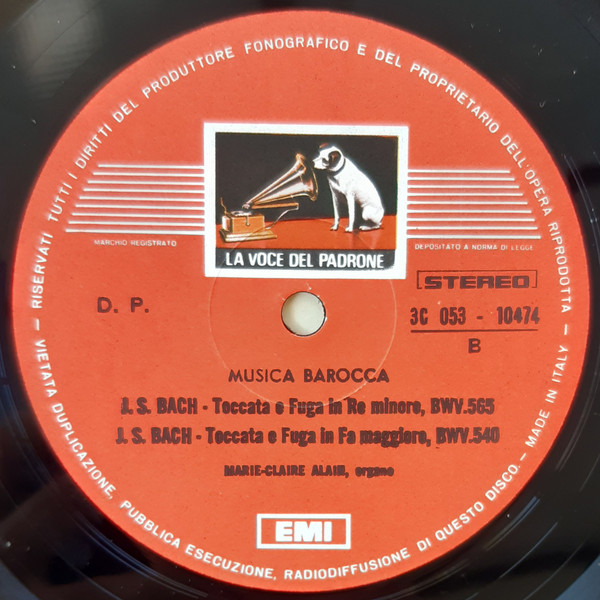 RISERVATI TUTTI I DIRITTI DEL PRODUTTORE FONOGRAFICO E DEL PROPRIETARIO DELL'OPERA RIPRODOTTA
MARCHIO REGISTRATO
DEPOSITATO A NORMA DI LEGGE
LA VOCE DEL PADRONE
STEREO
D. P.
3C 053 - 10474
B
MUSICA BAROCCA
J. S. BACH - Toccata e Fuga in Re minore, BWV.565
J. S. BACH - Toccata e Fuga in Fa maggiore, BWV.540
MARIE-CLAIRE ALAIN, organo
EMI
— VIETATA DUPLICAZIONE, PUBBLICA ESECUZIONE, RADIODIFFUSIONE DI QUESTO DISCO. - MADE IN ITALY —